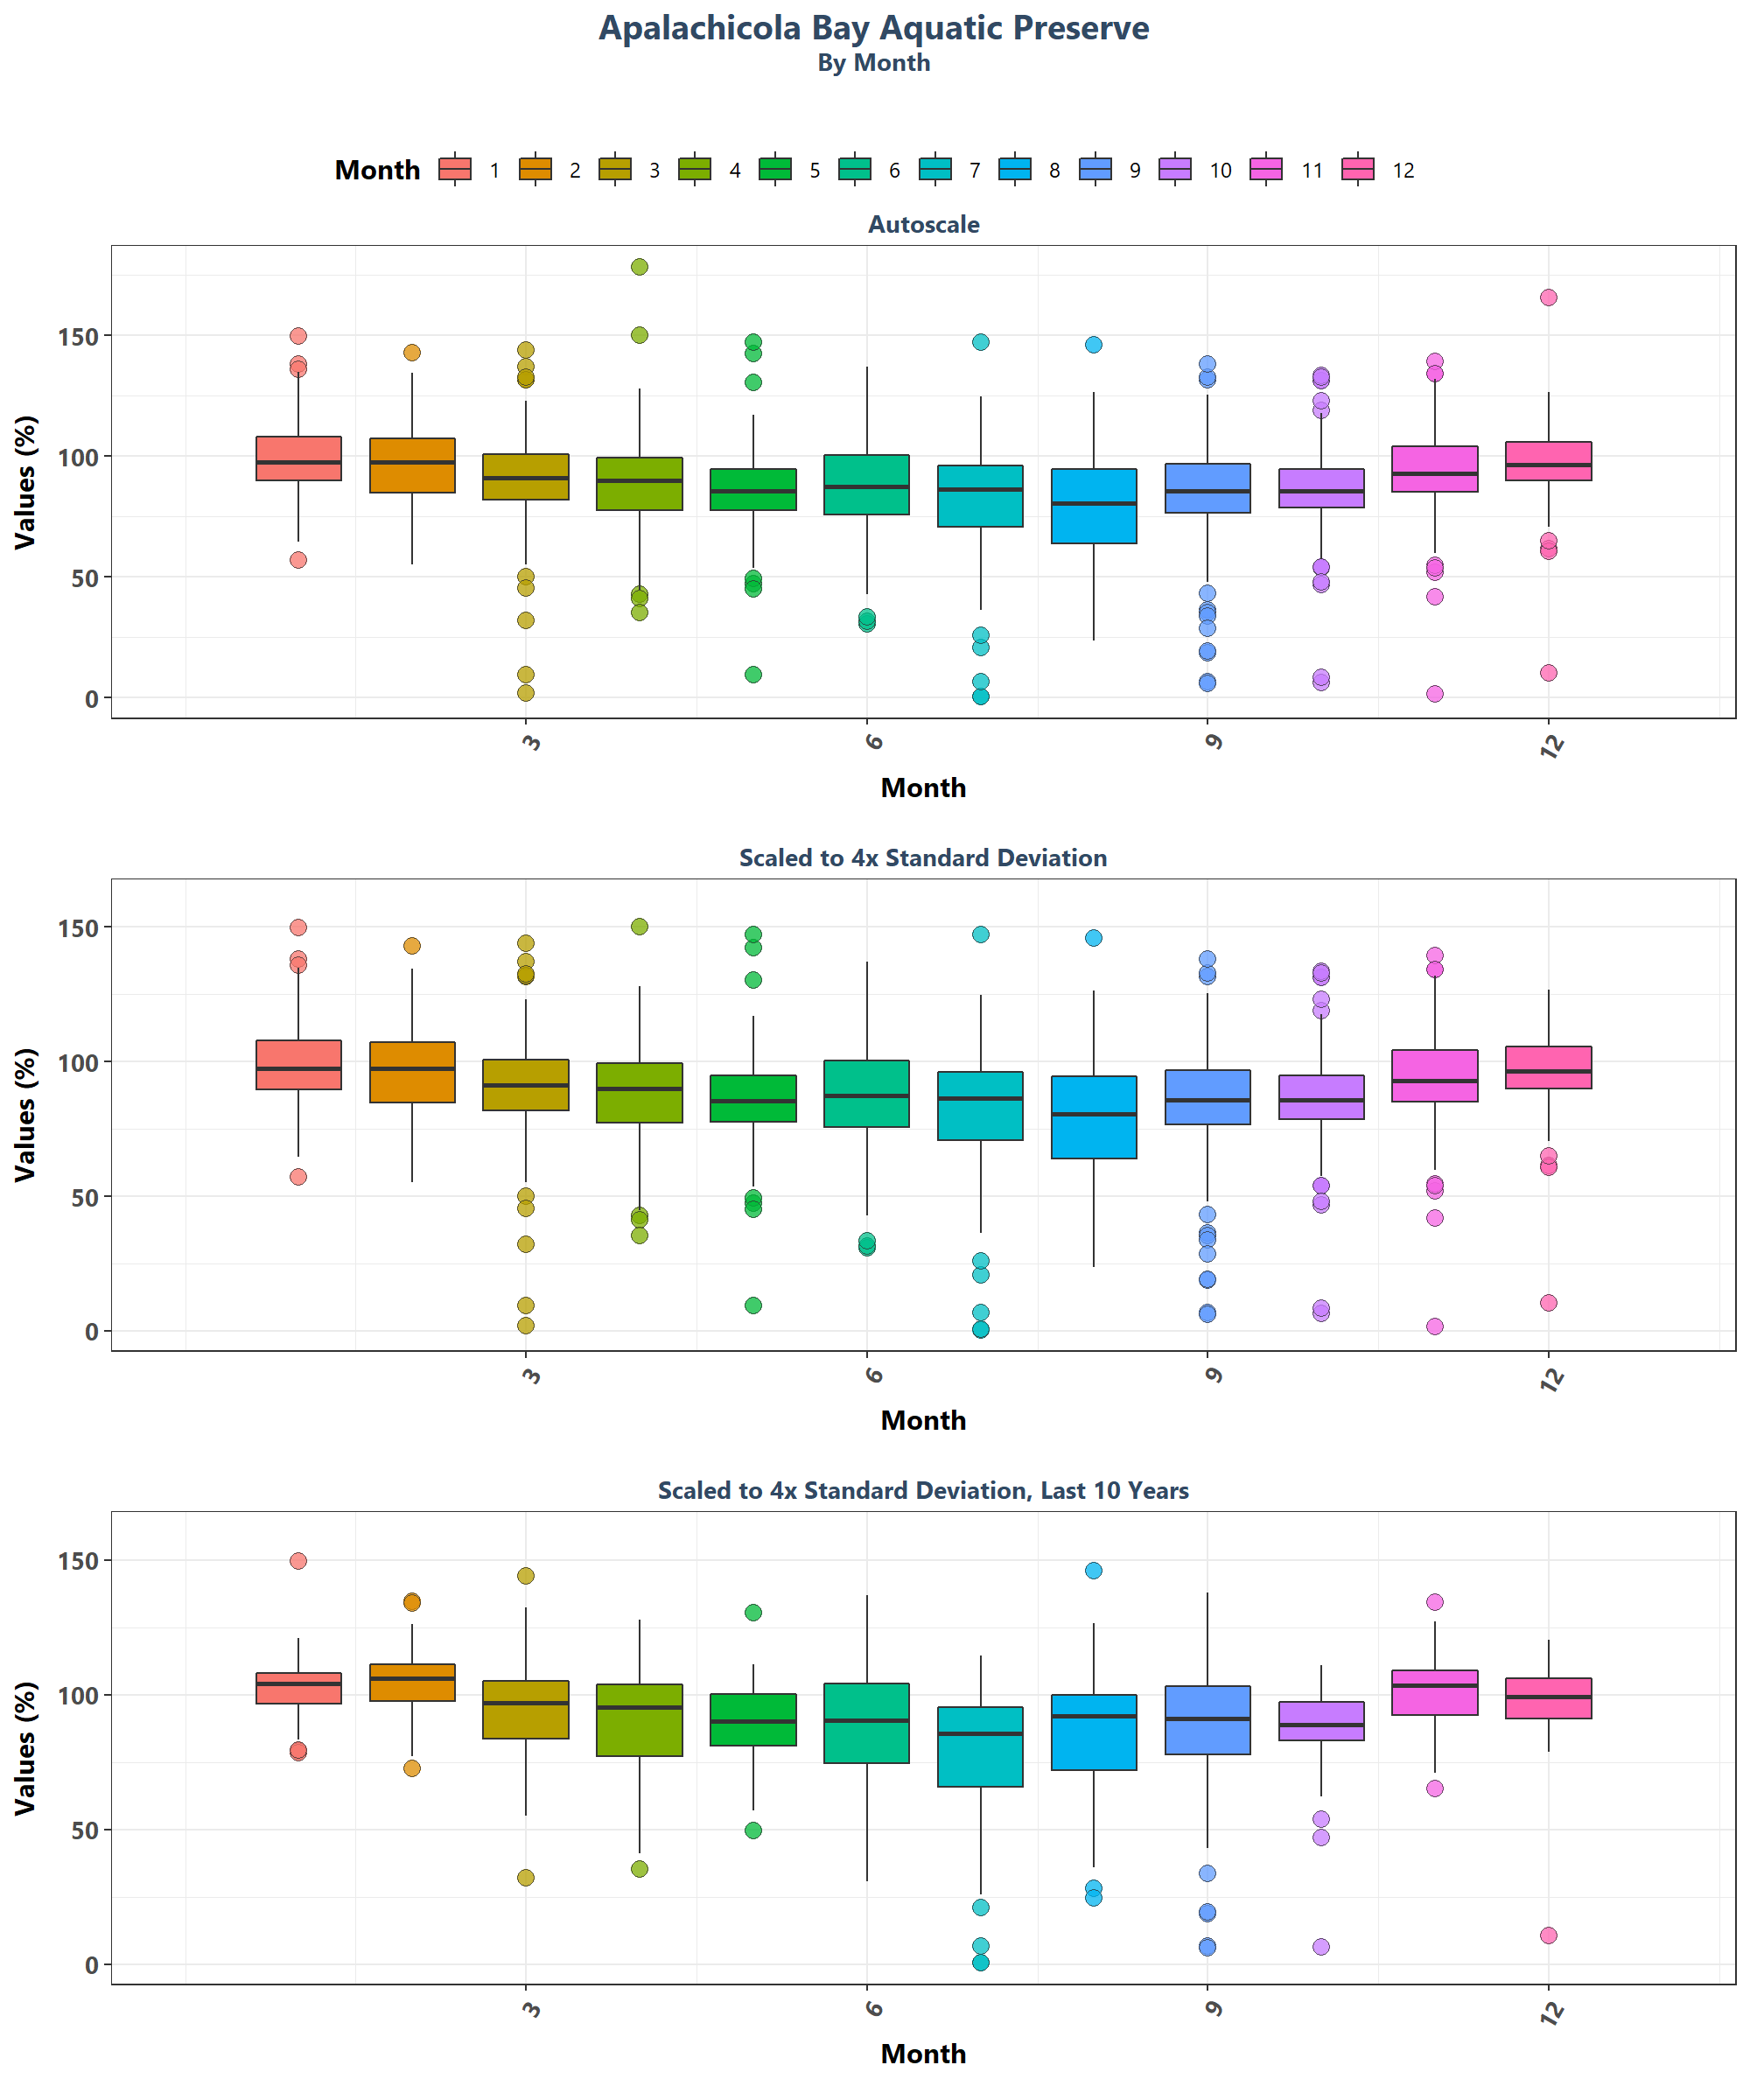 Apalachicola Bay Aquatic Preserve
By Month
Month 1 2 3 4 5 6 7 8 9 10 11 12
Autoscale
Values (%)
150
100
50
0
3 6 9 12
Month
Scaled to 4x Standard Deviation
Values (%)
150
100
50
0
3 6 9 12
Month
Scaled to 4x Standard Deviation, Last 10 Years
Values (%)
150
100
50
0
3 6 9 12
Month